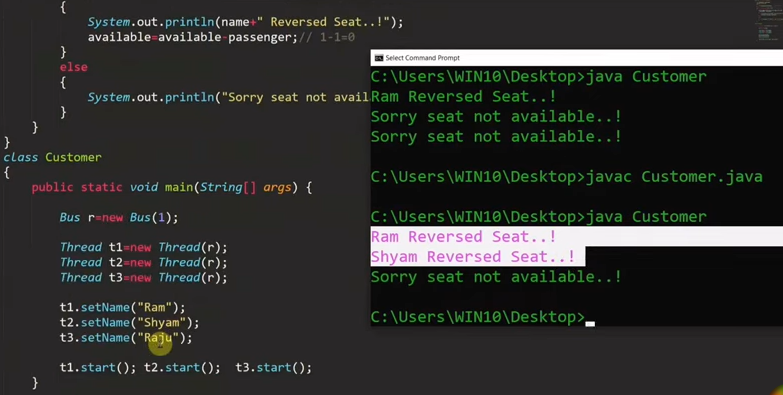 {
System.out.println(name+" Reversed Seat..!");
available=available-passenger;// 1-1=0
}
else
{
System.out.println("Sorry seat not avail
}
}
}
class Customer
{
public static void main(String[] args) {
Bus r=new Bus(1);
Thread t1=new Thread(r);
Thread t2=new Thread(r);
Thread t3=new Thread(r);
t1.setName("Ram");
t2.setName("Shyam");
t3.setName("Raju");
t1.start(); t2.start(); t3.start();
}
Select Command Prompt
C:\Users\WIN10\Desktop>java Customer
Ram Reversed Seat..!
Sorry seat not available..!
Sorry seat not available..!
C:\Users\WIN10\Desktop>javac Customer.java
C:\Users\WIN10\Desktop>java Customer
Ram Reversed Seat..!
Shyam Reversed Seat..!
Sorry seat not available..!
C:\Users\WIN10\Desktop>